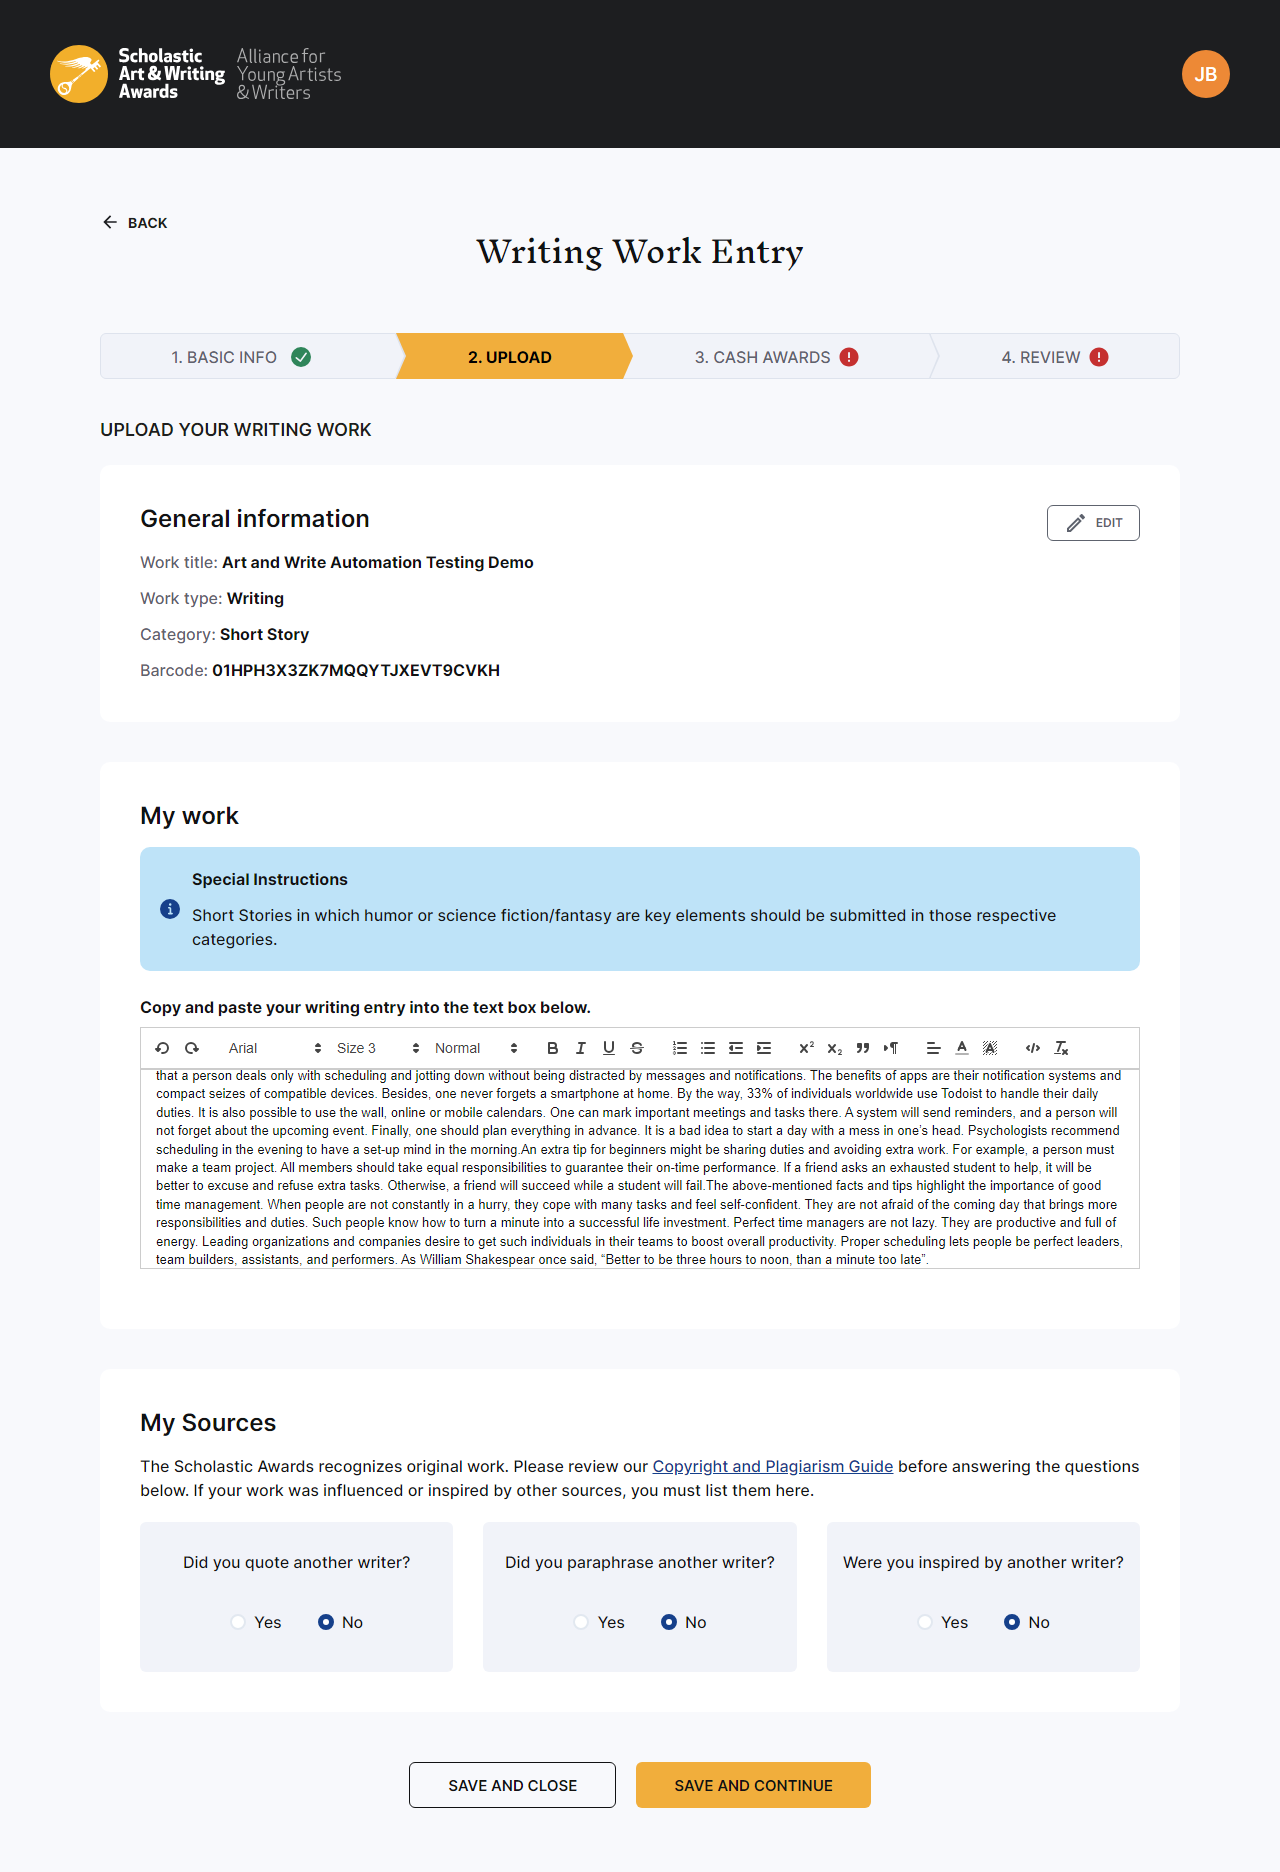 Scholastic
Art & Writing
Awards
Alliance for
Young Artists
& Writers
JB
BACK
Writing Work Entry
1. BASIC INFO
2. UPLOAD
3. CASH AWARDS
4. REVIEW
UPLOAD YOUR WRITING WORK
General information
EDIT
Work title: Art and Write Automation Testing Demo
Work type: Writing
Category: Short Story
Barcode: 01HPH3X3ZK7MQQYTJXEVT9CVKH
My work
Special Instructions
Short Stories in which humor or science fiction/fantasy are key elements should be submitted in those respective
categories.
Copy and paste your writing entry into the text box below.
Arial Size 3 Normal
that a person deals only with scheduling and jotting down without being distracted by messages and notifications. The benefits of apps are their notification systems and
compact seizes of compatible devices. Besides, one never forgets a smartphone at home. By the way, 33% of individuals worldwide use Todoist to handle their daily
duties. It is also possible to use the wall, online or mobile calendars. One can mark important meetings and tasks there. A system will send reminders, and a person will
not forget about the upcoming event. Finally, one should plan everything in advance. It is a bad idea to start a day with a mess in one’s head. Psychologists recommend
scheduling in the evening to have a set-up mind in the morning.An extra tip for beginners might be sharing duties and avoiding extra work. For example, a person must
make a team project. All members should take equal responsibilities to guarantee their on-time performance. If a friend asks an exhausted student to help, it will be
better to excuse and refuse extra tasks. Otherwise, a friend will succeed while a student will fail.The above-mentioned facts and tips highlight the importance of good
time management. When people are not constantly in a hurry, they cope with many tasks and feel self-confident. They are not afraid of the coming day that brings more
responsibilities and duties. Such people know how to turn a minute into a successful life investment. Perfect time managers are not lazy. They are productive and full of
energy. Leading organizations and companies desire to get such individuals in their teams to boost overall productivity. Proper scheduling lets people be perfect leaders,
team builders, assistants, and performers. As William Shakespear once said, “Better to be three hours to noon, than a minute too late”.
My Sources
The Scholastic Awards recognizes original work. Please review our Copyright and Plagiarism Guide before answering the questions
below. If your work was influenced or inspired by other sources, you must list them here.
Did you quote another writer?
Yes No
Did you paraphrase another writer?
Yes No
Were you inspired by another writer?
Yes No
SAVE AND CLOSE
SAVE AND CONTINUE